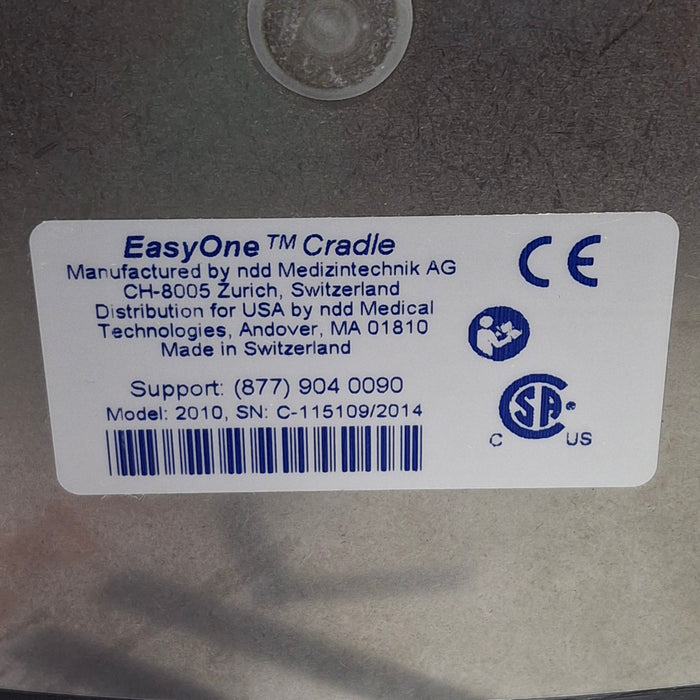 EasyOne™ Cradle
Manufactured by ndd Medizintechnik AG
CH-8005 Zurich, Switzerland
Distribution for USA by ndd Medical
Technologies, Andover, MA 01810
Made in Switzerland
Support: (877) 904 0090
Model: 2010, SN: C-115109/2014
CE
SA®
C US